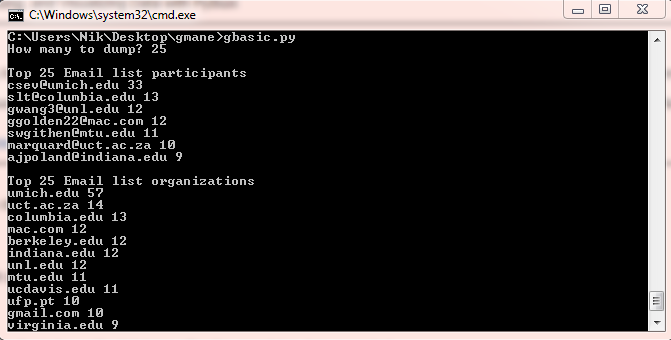 C:\Windows\system32\cmd.exe
C:\Users\Nik\Desktop\gmane>gbasic.py
How many to dump? 25
Top 25 Email list participants
csev@umich.edu 33
slt@columbia.edu 13
gwang3@unl.edu 12
ggolden22@mac.com 12
swgithen@mtu.edu 11
marquard@uct.ac.za 10
ajpoland@indiana.edu 9
Top 25 Email list organizations
umich.edu 57
uct.ac.za 14
columbia.edu 13
mac.com 12
berkeley.edu 12
indiana.edu 12
unl.edu 12
mtu.edu 11
ucdavis.edu 11
ufp.pt 10
gmail.com 10
virginia.edu 9